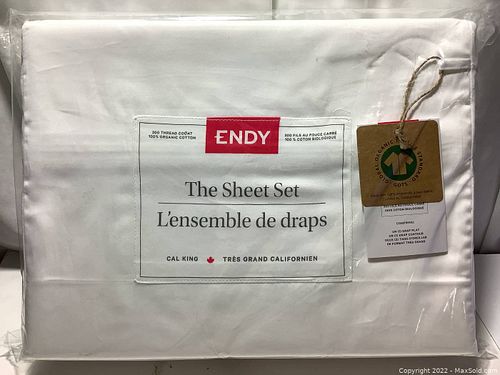 300 THREAD COUNT
100% ORGANIC COTTON
ENDY
300 FILS AU POUCE CARRÉ
100 % COTON BIOLOGIQUE
The Sheet Set
L'ensemble de draps
CAL KING
TRÈS GRAND CALIFORNIEN
GOTS
Copyright 2022 - MaxSold.com